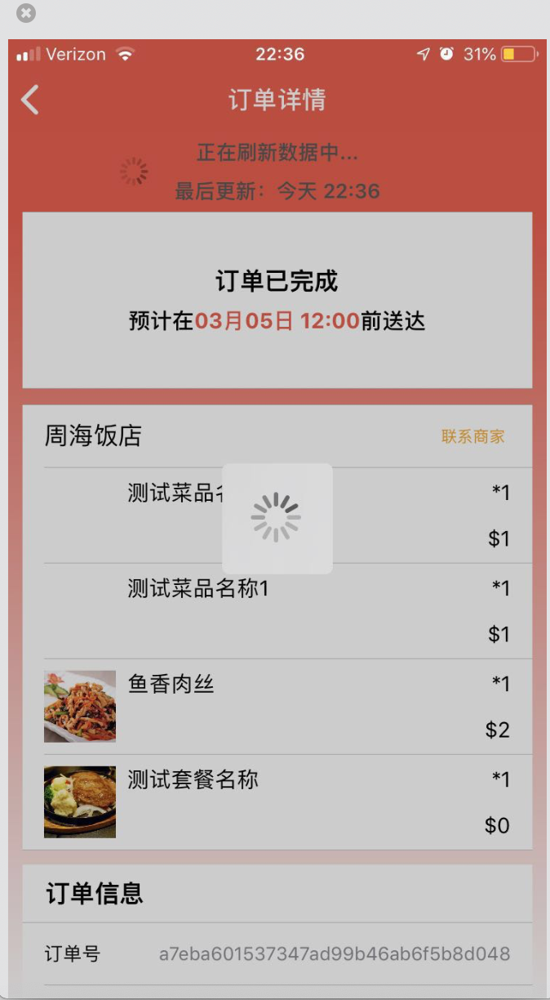 Verizon 22:36 31%
订单详情
正在刷新数据中...
最后更新：今天 22:36
订单已完成
预计在03月05日 12:00前送达
周海饭店 联系商家
测试菜品 *1
$1
测试菜品名称1 *1
$1
鱼香肉丝 *1
$2
测试套餐名称 *1
$0
订单信息
订单号 a7eba601537347ad99b46ab6f5b8d048